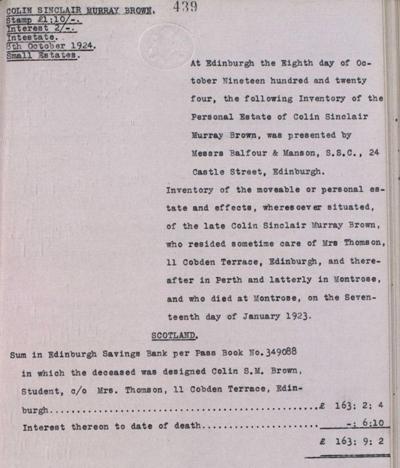 439
COLIN SINCLAIR MURRAY BROWN.
Stamp £1:10/-.
Interest 2/-.
Intestate.
8th October 1924.
Small Estates.
At Edinburgh the Eighth day of Oc-
tober Nineteen hundred and twenty
four, the following Inventory of the
Personal Estate of Colin Sinclair
Murray Brown, was presented by
Messrs Balfour & Manson, S.S.C., 24
Castle Street, Edinburgh.
Inventory of the moveable or personal es-
tate and effects, wheresoever situated,
of the late Colin Sinclair Murray Brown,
who resided sometime care of Mrs Thomson,
11 Cobden Terrace, Edinburgh, and there-
after in Perth and latterly in Montrose,
and who died at Montrose, on the Seven-
teenth day of January 1923.
SCOTLAND.
Sum in Edinburgh Savings Bank per Pass Book No.349088
in which the deceased was designed Colin S.M. Brown,
Student, c/o Mrs. Thomson, 11 Cobden Terrace, Edin-
burgh........................................£ 163: 2: 4
Interest thereon to date of death.................... -: 6:10
£ 163: 9: 2